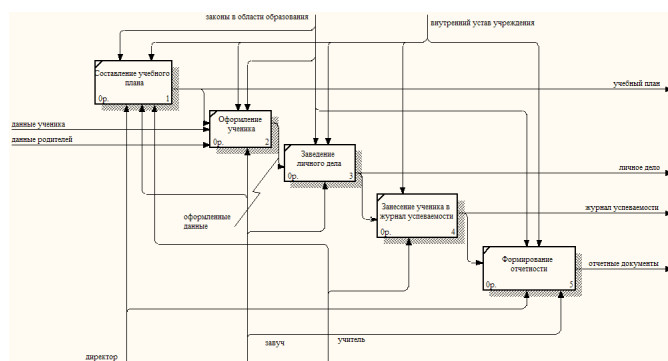 законы в области образования
внутренний устав учреждения
Составление учебного
плана
0р. 1
учебный план
данные ученика
Оформление
ученика
0р. 2
данные родителей
Заведение
личного дела
0р. 3
личное дело
оформленные
данные
Занесение ученика в
журнал успеваемости
0р. 4
журнал успеваемости
Формирование
отчетности
0р. 5
отчетные документы
директор
завуч
учитель